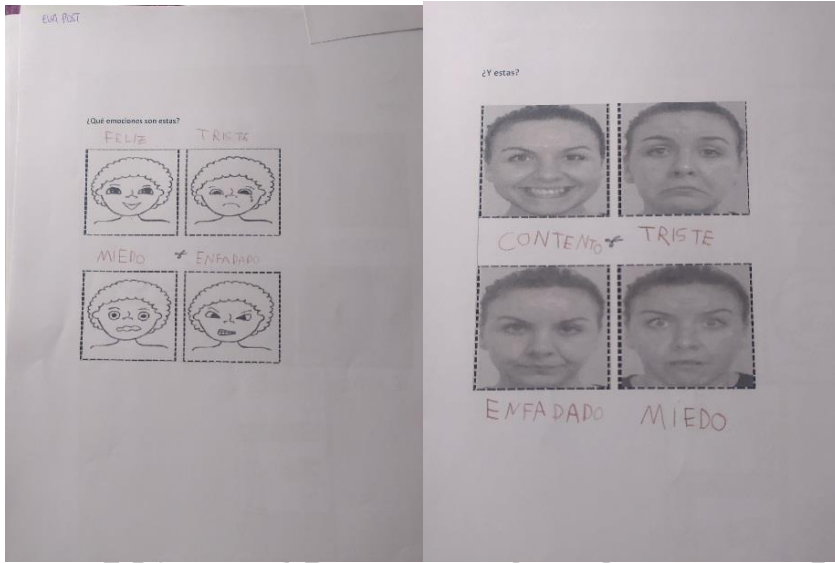 EVA POST
¿Qué emociones son estas?
FELIZ TRISTE
MIEDO ENFADADO
¿Y estas?
CONTENTO TRISTE
ENFADADO MIEDO